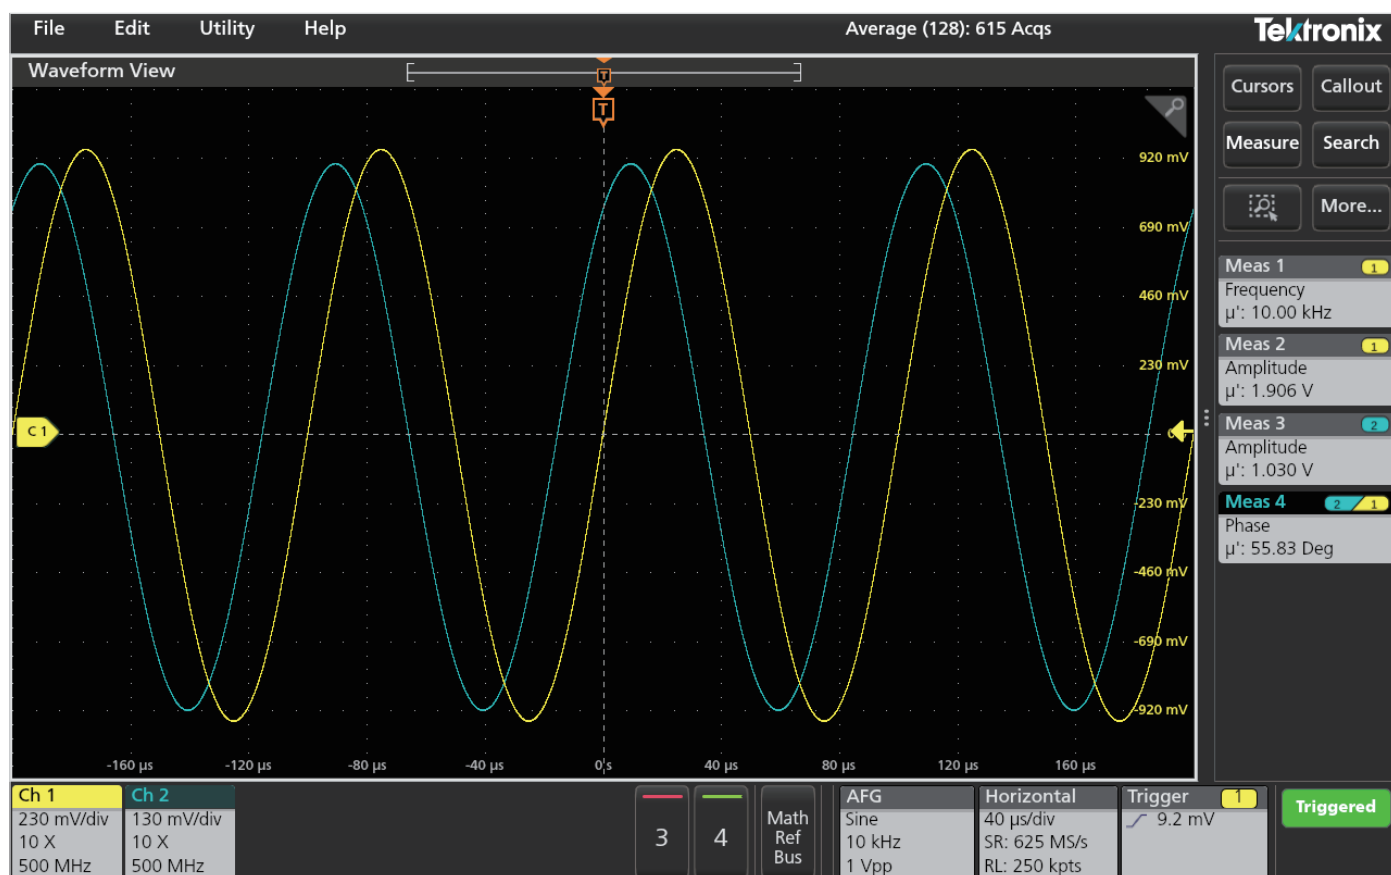 File Edit Utility Help Average (128): 615 Acqs Tektronix
Waveform View
T
T
Cursors Callout
Measure Search
More...
920 mV
690 mV
460 mV
230 mV
C 1
-230 mV
-460 mV
-690 mV
-920 mV
-160 µs -120 µs -80 µs -40 µs 0 s 40 µs 80 µs 120 µs 160 µs
Meas 1 1
Frequency
µ': 10.00 kHz
Meas 2 1
Amplitude
µ': 1.906 V
Meas 3 2
Amplitude
µ': 1.030 V
Meas 4 2 1
Phase
µ': 55.83 Deg
Ch 1
230 mV/div
10 X
500 MHz
Ch 2
130 mV/div
10 X
500 MHz
3
4
Math
Ref
Bus
AFG
Sine
10 kHz
1 Vpp
Horizontal
40 µs/div
SR: 625 MS/s
RL: 250 kpts
Trigger 1
9.2 mV
Triggered